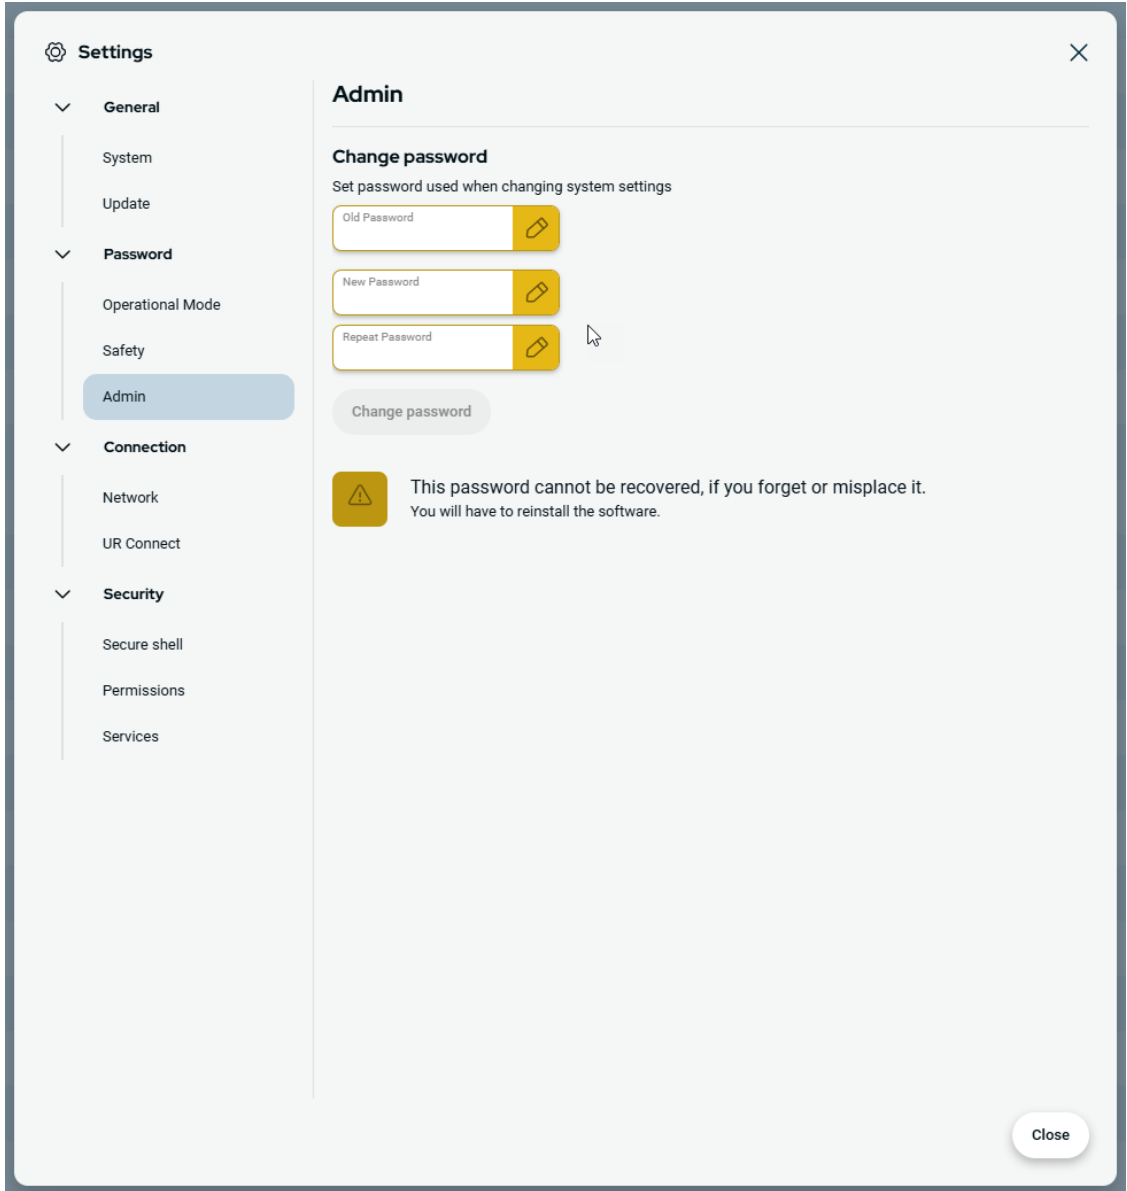 Settings
General
System
Update
Password
Operational Mode
Safety
Admin
Connection
Network
UR Connect
Security
Secure shell
Permissions
Services
Admin
Change password
Set password used when changing system settings
Old Password
New Password
Repeat Password
Change password
This password cannot be recovered, if you forget or misplace it.
You will have to reinstall the software.
Close